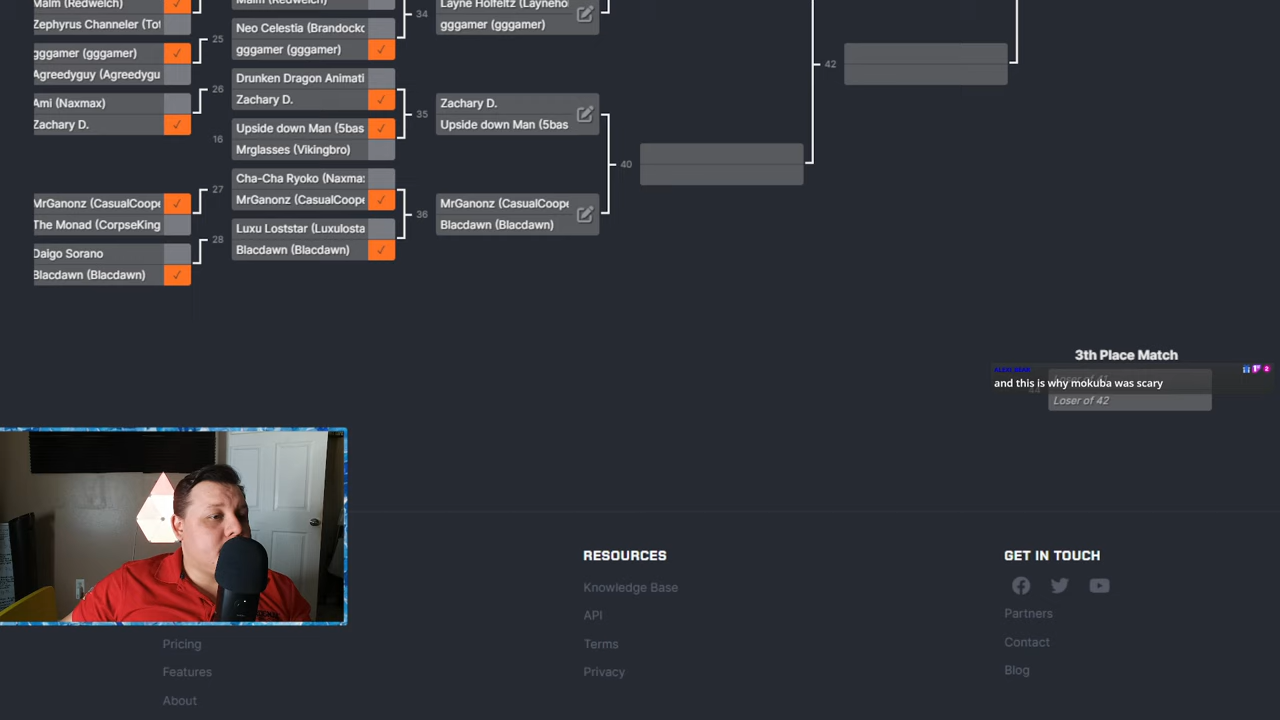 Malm (Redwelch)
Zephyrus Channeler (Tot
25
gggamer (gggamer)
Agreedyguy (Agreedygu
26
Ami (Naxmax)
Zachary D.
16
27
MrGanonz (CasualCoope
The Monad (CorpseKing
28
Daigo Sorano
Blacdawn (Blacdawn)
Neo Celestia (Brandockc
gggamer (gggamer)
34
Drunken Dragon Animati
Zachary D.
35
Upside down Man (5bas
Mrglasses (Vikingbro)
Cha-Cha Ryoko (Naxma:
MrGanonz (CasualCoope
36
Luxu Loststar (Luxulosta
Blacdawn (Blacdawn)
Layne Holfeltz (Layneho
gggamer (gggamer)
Zachary D.
Upside down Man (5bas
40
MrGanonz (CasualCoope
Blacdawn (Blacdawn)
42
3th Place Match
and this is why mokuba was scary
Loser of 42
RESOURCES
Knowledge Base
API
Terms
Privacy
GET IN TOUCH
Partners
Contact
Blog
Pricing
Features
About